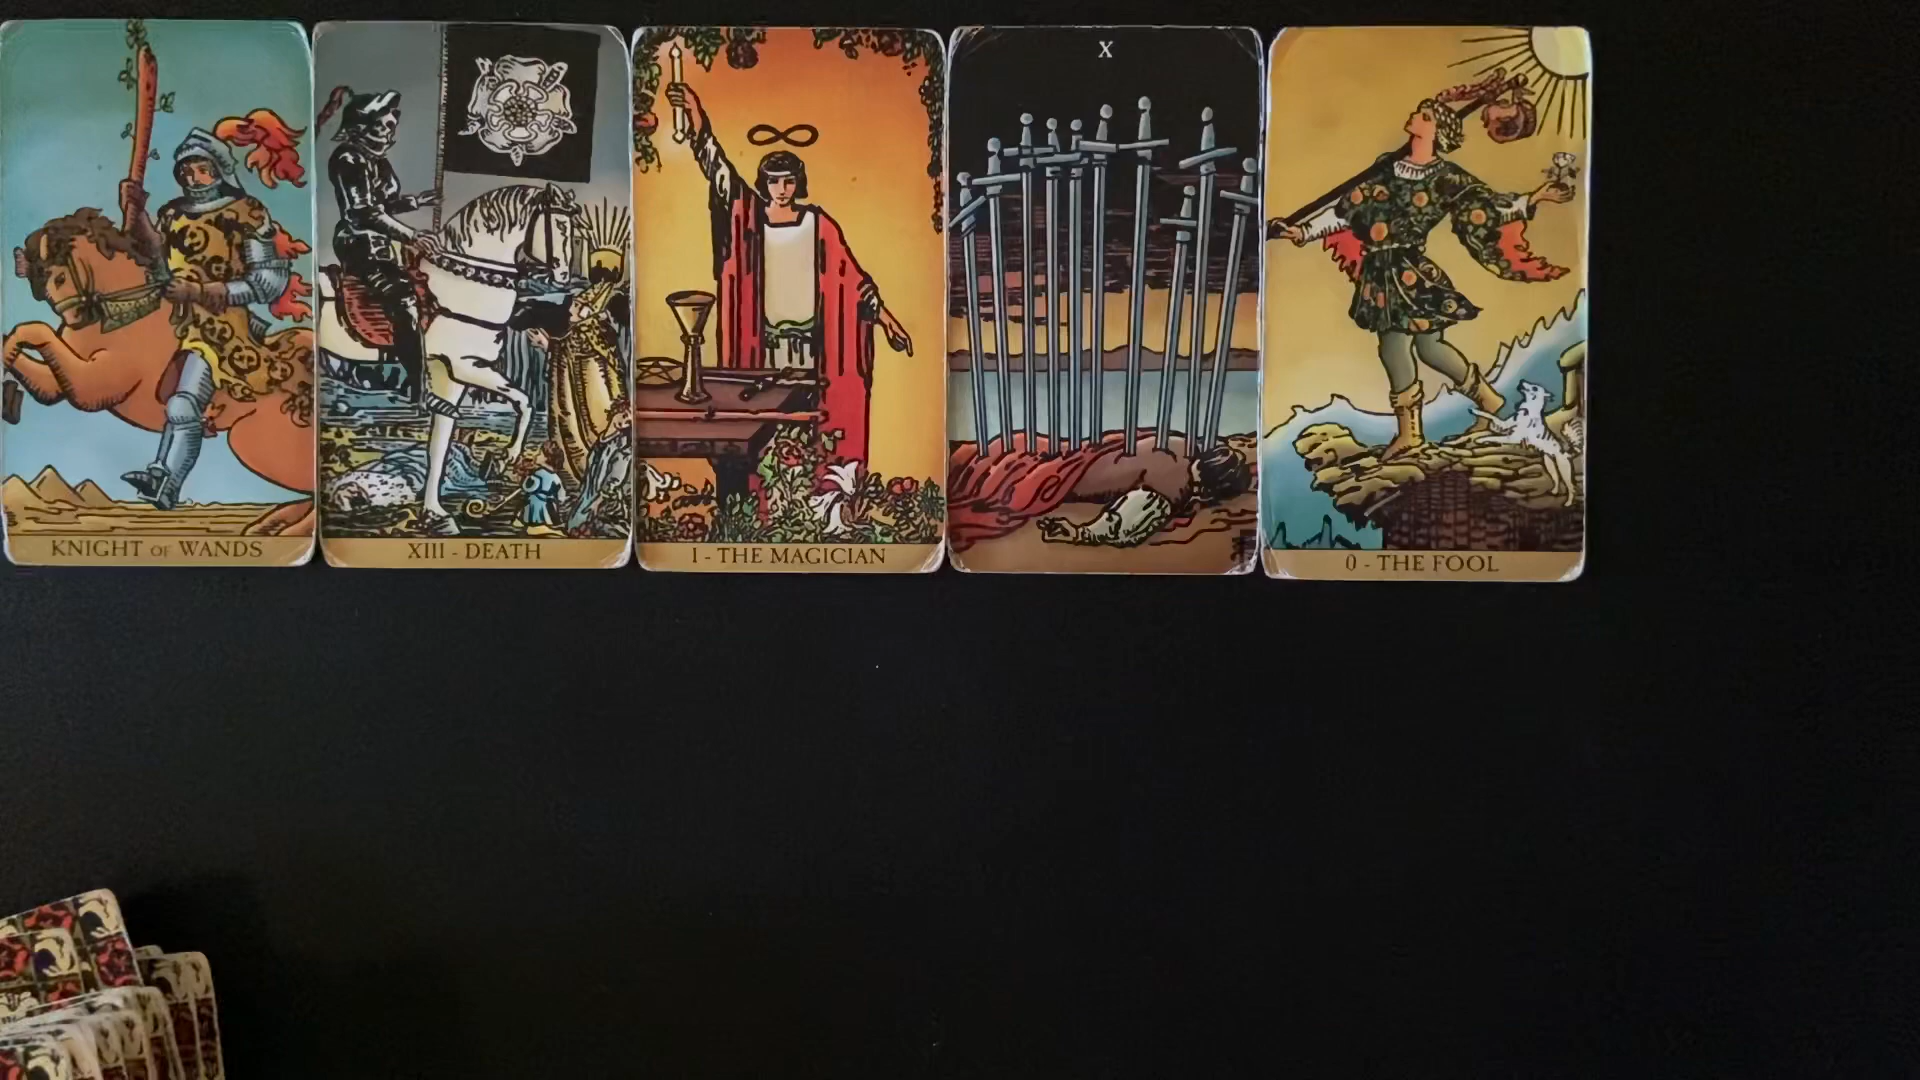 KNIGHT OF WANDS
XIII - DEATH
I - THE MAGICIAN
X
0 - THE FOOL